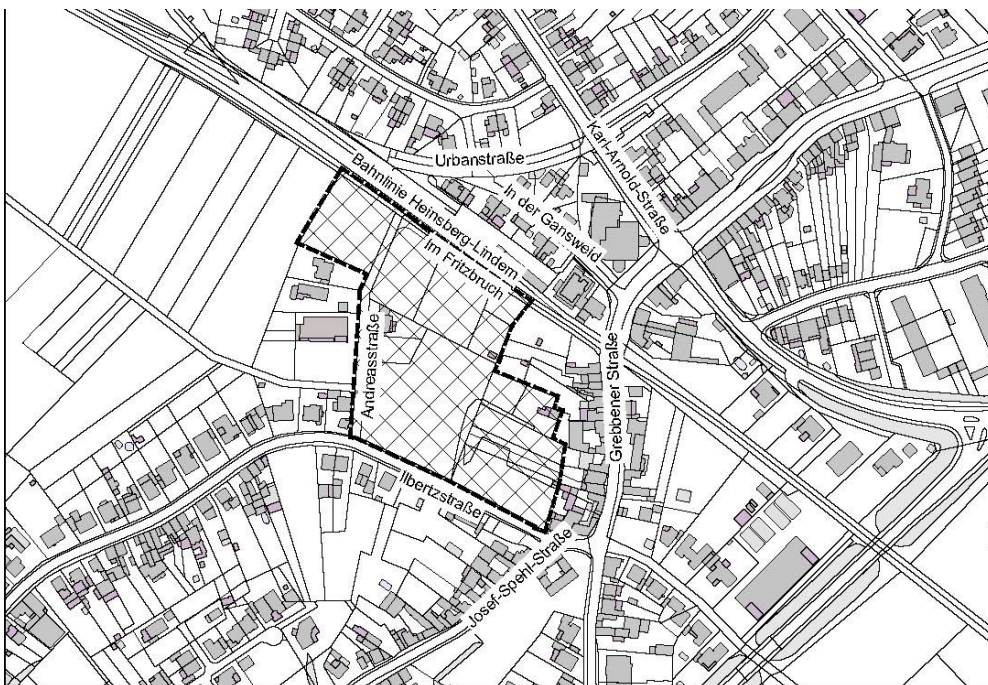 Karl-Arnold-Straße
Urbanstraße
In der Gansweid
Bahnlinie Heinsberg-Lindern
Im Fritzbruch
Andreasstraße
Grebbener Straße
Ilbertzstraße
Josef-Spehl-Straße